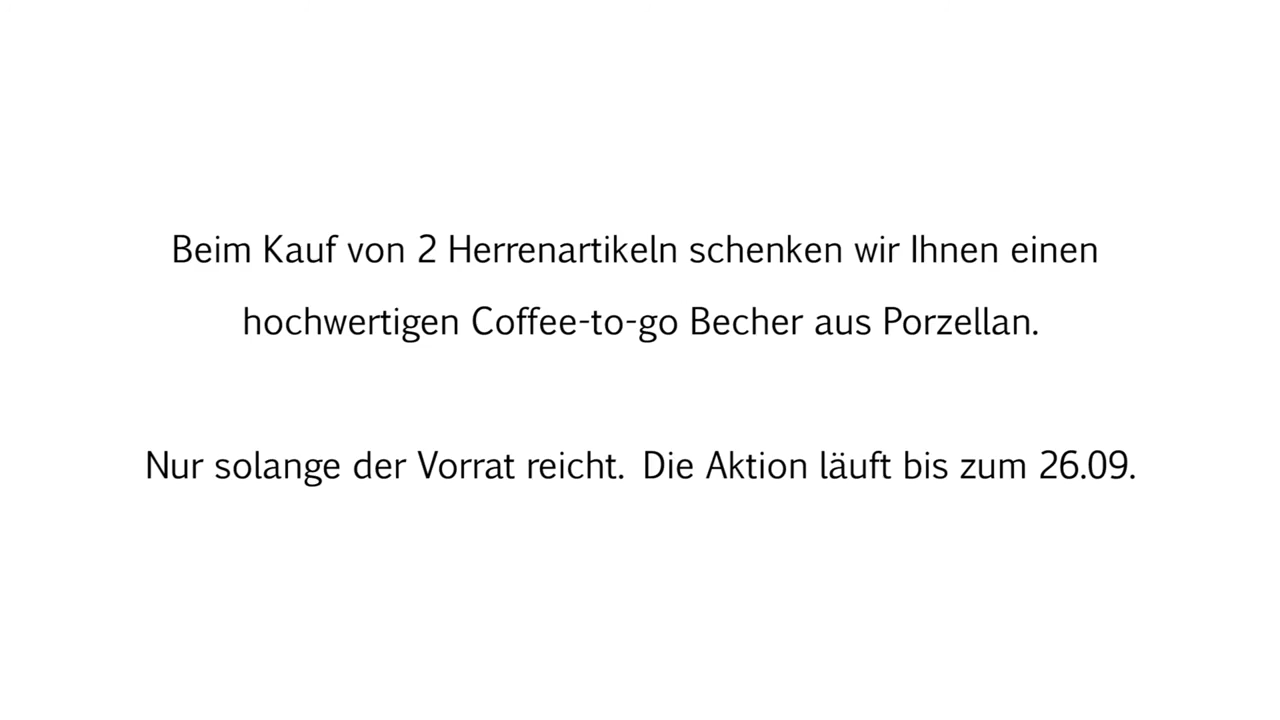 Beim Kauf von 2 Herrenartikeln schenken wir Ihnen einen
hochwertigen Coffee-to-go Becher aus Porzellan.
Nur solange der Vorrat reicht. Die Aktion läuft bis zum 26.09.